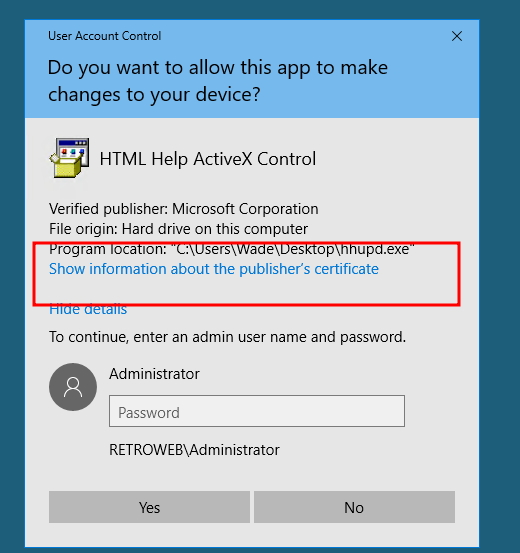 User Account Control
Do you want to allow this app to make
changes to your device?
HTML Help ActiveX Control
Verified publisher: Microsoft Corporation
File origin: Hard drive on this computer
Program location: "C:\Users\Wade\Desktop\hhupd.exe"
Show information about the publisher's certificate
Hide details
To continue, enter an admin user name and password.
Administrator
Password
RETROWEB\Administrator
Yes
No